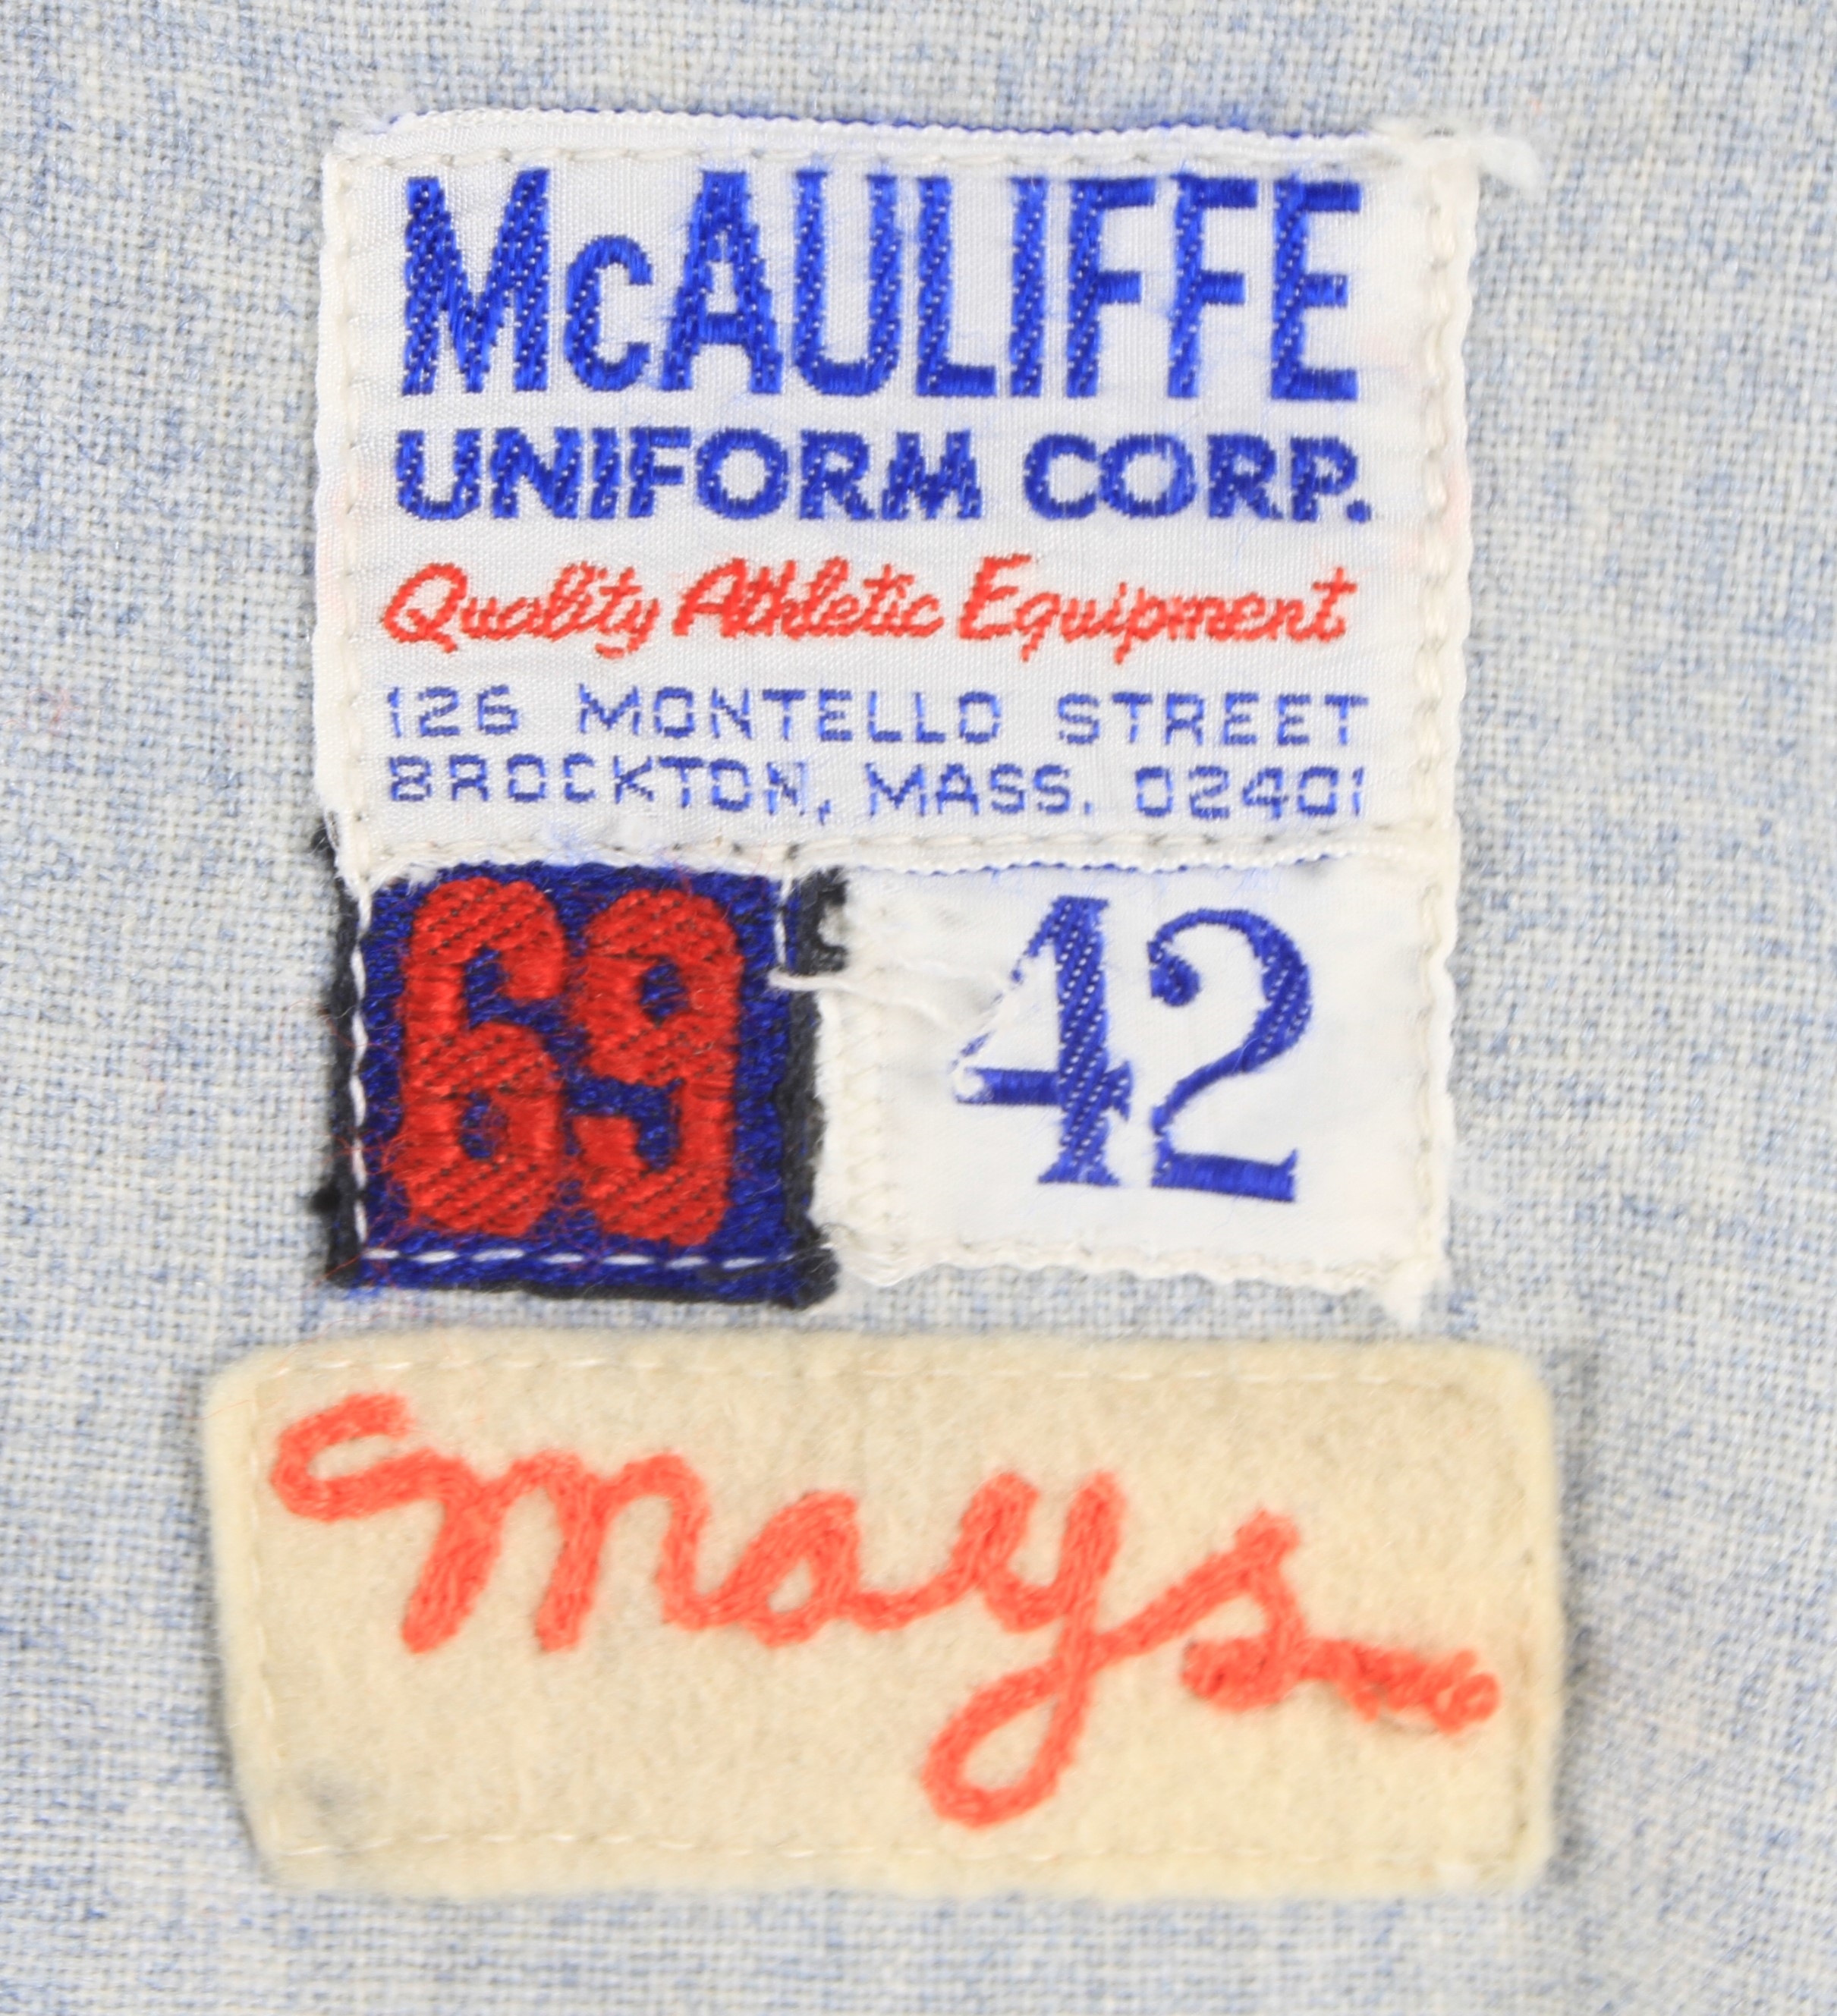 McAULIFFE
UNIFORM CORP.
Quality Athletic Equipment
126 MONTELLO STREET
BROCKTON, MASS. 02401
69 42
Mays